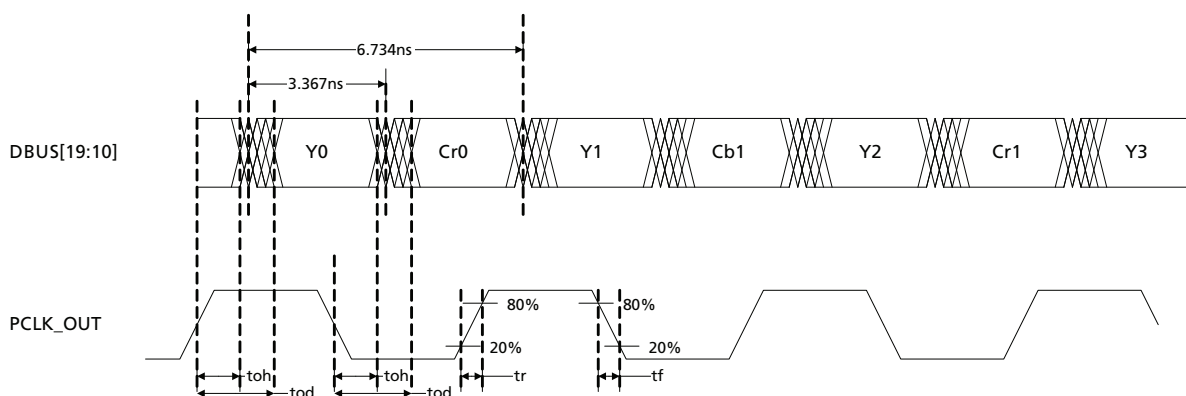 6.734ns
3.367ns
DBUS[19:10] Y0 Cr0 Y1 Cb1 Y2 Cr1 Y3
80% 80%
PCLK_OUT
20% 20%
toh toh tr tf
tod tod